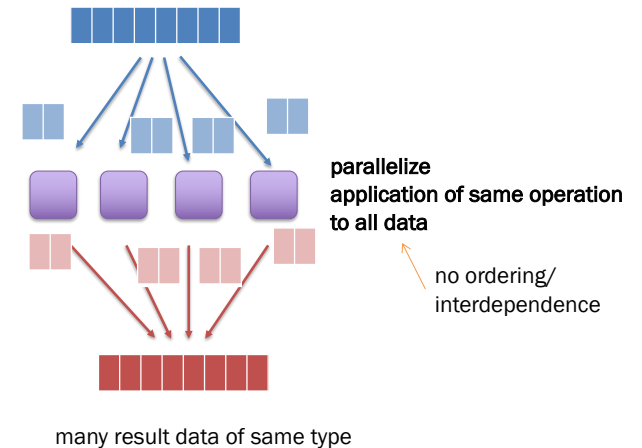 parallelize
application of same operation
to all data
no ordering/
interdependence
many result data of same type